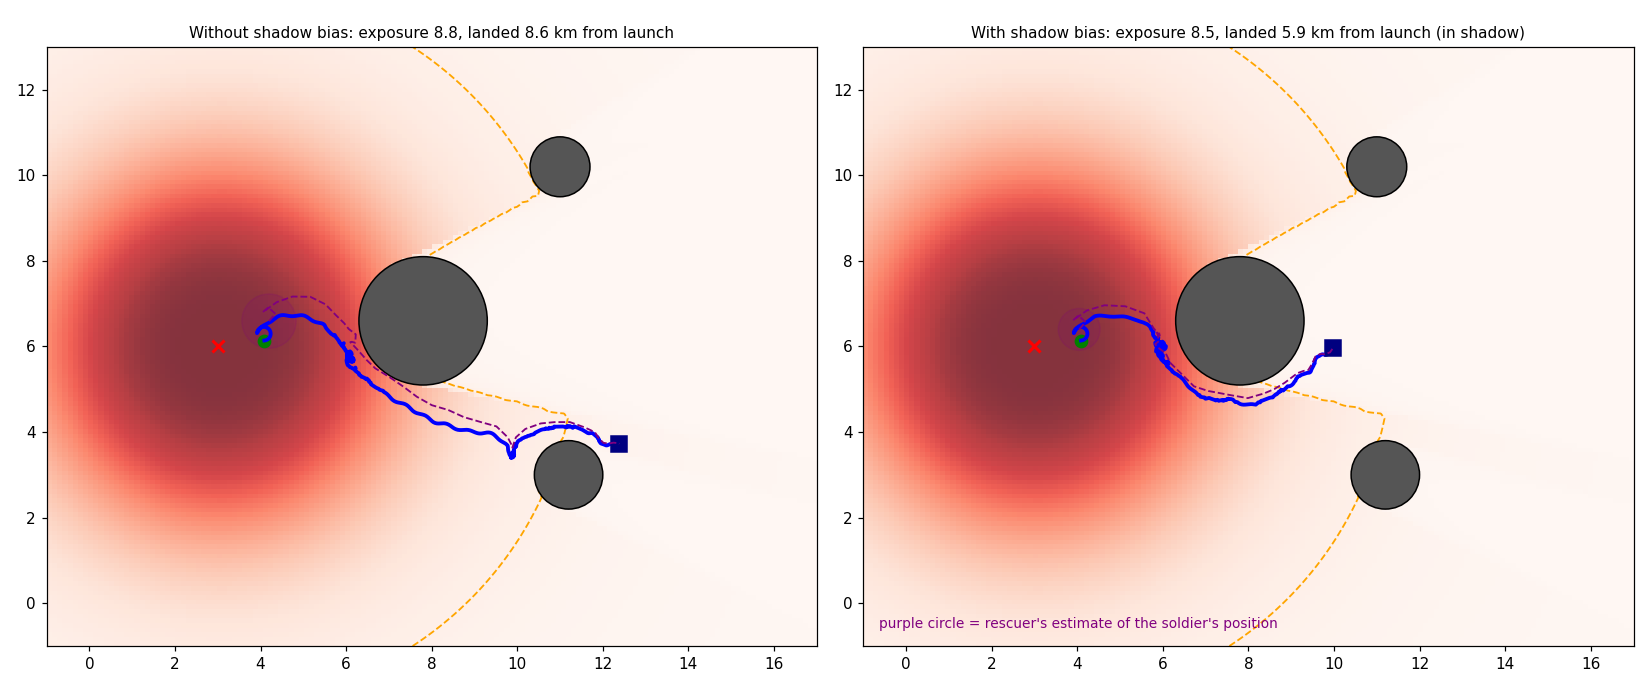 Without shadow bias: exposure 8.8, landed 8.6 km from launch
12
10
8
6
4
2
0
0 2 4 6 8 10 12 14 16
With shadow bias: exposure 8.5, landed 5.9 km from launch (in shadow)
12
10
8
6
4
2
0
purple circle = rescuer's estimate of the soldier's position
0 2 4 6 8 10 12 14 16